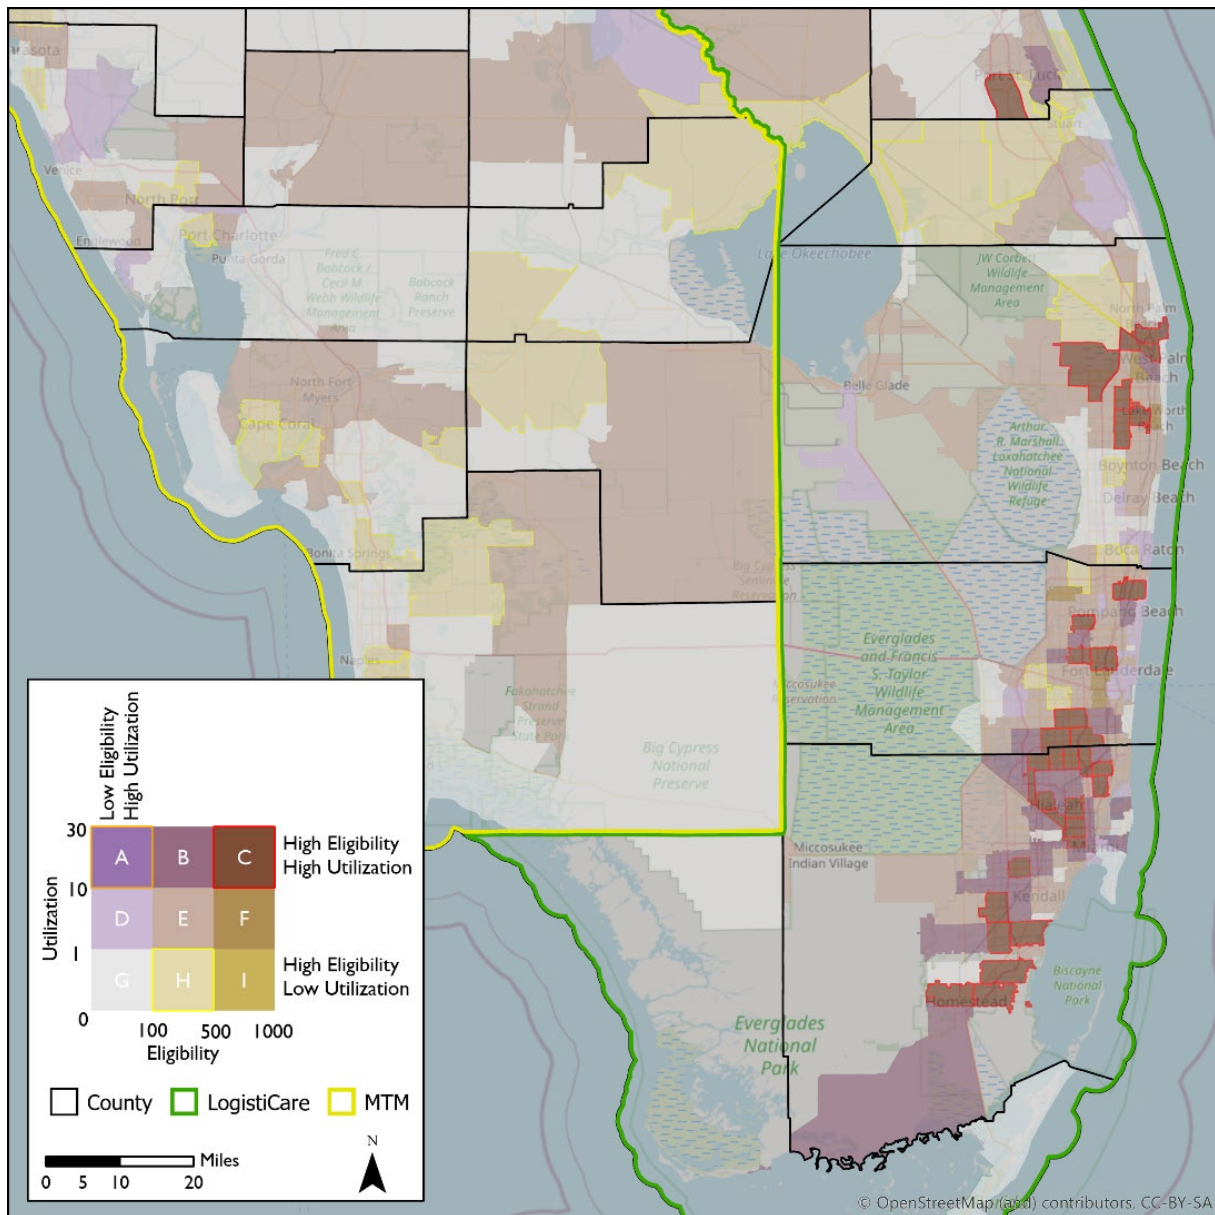 Port St. Lucie
Stuart
Venice
North Port
Englewood
Port Charlotte
Punta Gorda
Fred C.
Babcock /
Cecil M
Webb Wildlife
Management
Area
Babcock
Ranch
Preserve
Lake Okeechobee
JW Corbett
Wildlife
Management
Area
North Palm
Beach
West Palm
Beach
North Fort
Myers
Cape Coral
Belle Glade
Lake Worth
Beach
Arthur
R. Marshall
Loxahatchee
National
Wildlife
Refuge
Boynton Beach
Delray Beach
Bonita Springs
Boca Raton
Big Cypress
Seminole
Reservation
Pompano Beach
Naples
Everglades
and Francis
S. Taylor
Wildlife
Management
Area
Fort Lauderdale
Miccosukee
Reservation
Fakahatchee
Strand
Preserve
State Park
Big Cypress
National
Preserve
Hialeah
Miami
Miccosukee
Indian Village
Kendall
Biscayne
National
Park
Homestead
Everglades
National
Park
Low Eligibility
High Utilization
30
A B C
High Eligibility
High Utilization
10
Utilization
D E F
1
G H I
High Eligibility
Low Utilization
0
100 500 1000
Eligibility
County LogistiCare MTM
N
Miles
0 5 10 20
© OpenStreetMap (and) contributors, CC-BY-SA